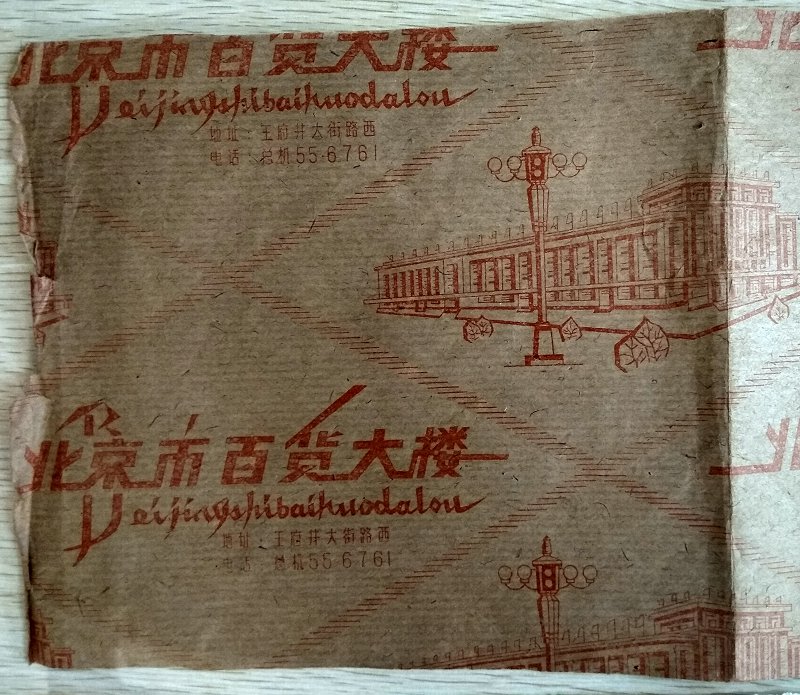 北京市百货大楼
Beijingshibaihuodalou
地址：王府井大街路西
电话：总机55·6761
北
北京市百货大楼
Beijingshibaihuodalou
地址：王府井大街路西
电话：总机55·6761
北